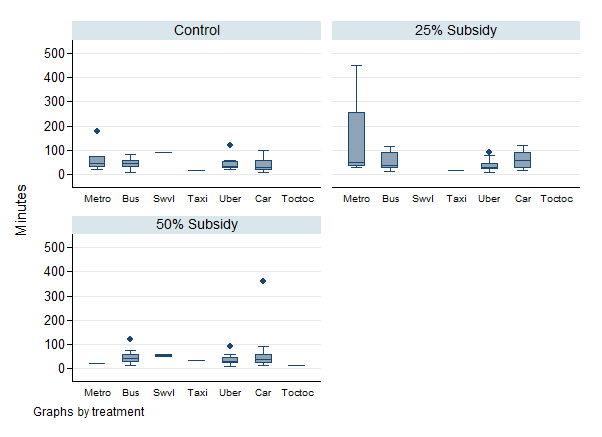 Control
25% Subsidy
500
400
300
200
100
0
Metro Bus Swvl Taxi Uber Car Toctoc
Metro Bus Swvl Taxi Uber Car Toctoc
Minutes
50% Subsidy
500
400
300
200
100
0
Metro Bus Swvl Taxi Uber Car Toctoc
Graphs by treatment